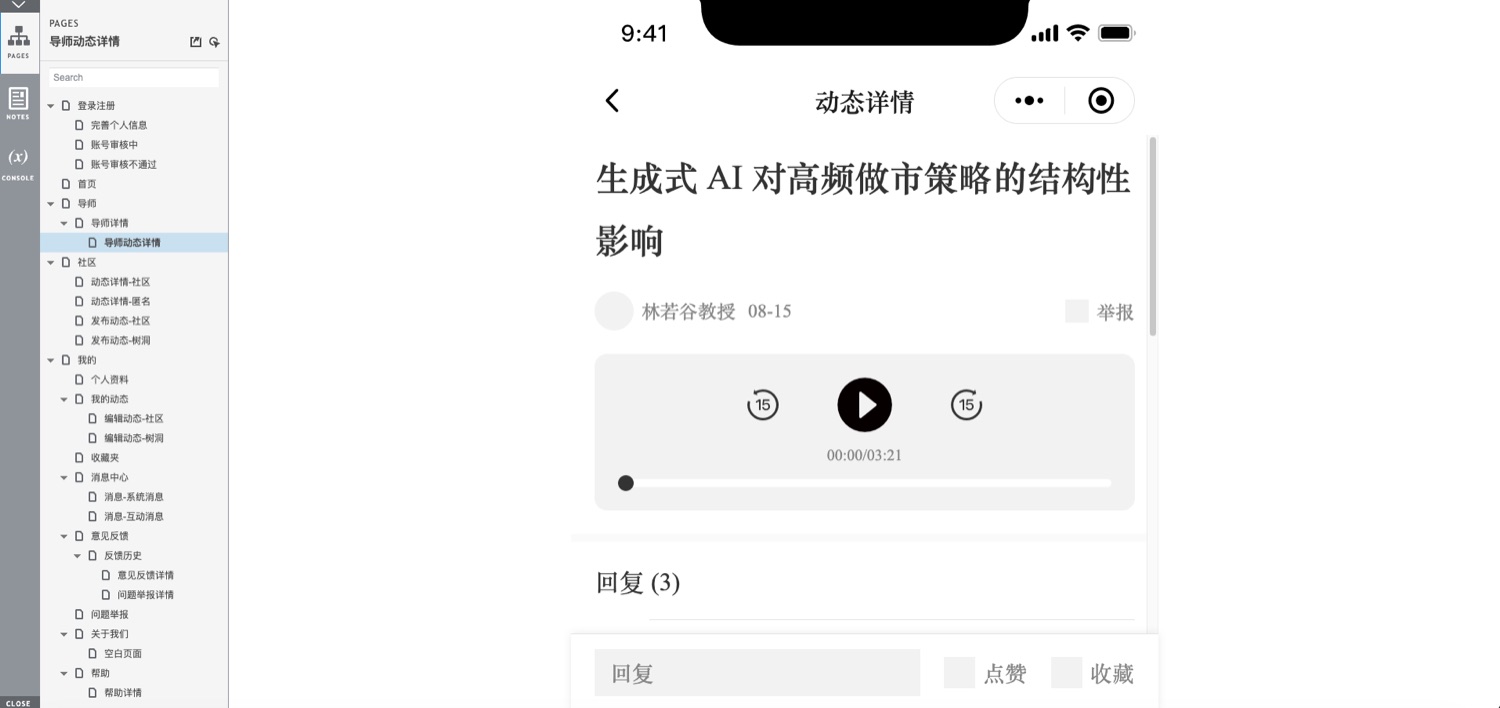 PAGES
导师动态详情
PAGES
Search
NOTES
(x)
CONSOLE
登录注册
完善个人信息
账号审核中
账号审核不通过
首页
导师
导师详情
导师动态详情
社区
动态详情-社区
动态详情-匿名
发布动态-社区
发布动态-树洞
我的
个人资料
我的动态
编辑动态-社区
编辑动态-树洞
收藏夹
消息中心
消息-系统消息
消息-互动消息
意见反馈
反馈历史
意见反馈详情
问题举报详情
问题举报
关于我们
空白页面
帮助
帮助详情
CLOSE
9:41
动态详情
生成式 AI 对高频做市策略的结构性
影响
林若谷教授 08-15 举报
15 15
00:00/03:21
回复 (3)
回复 点赞 收藏